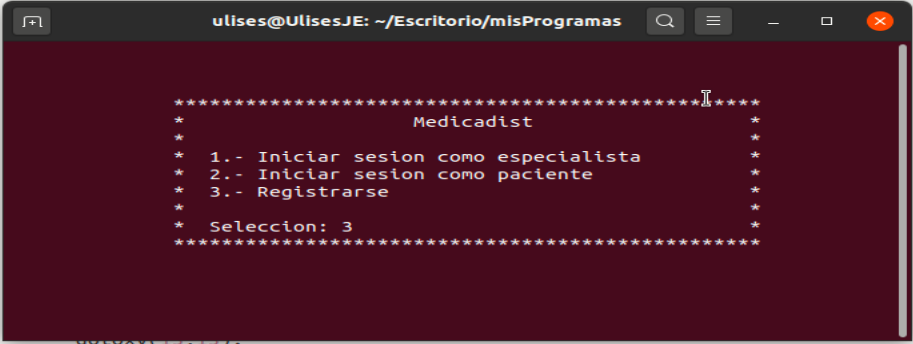 ulises@UlisesJE: ~/Escritorio/misProgramas
*************************************************
* Medicadist *
* *
* 1.- Iniciar sesion como especialista *
* 2.- Iniciar sesion como paciente *
* 3.- Registrarse *
* *
* Seleccion: 3 *
*************************************************